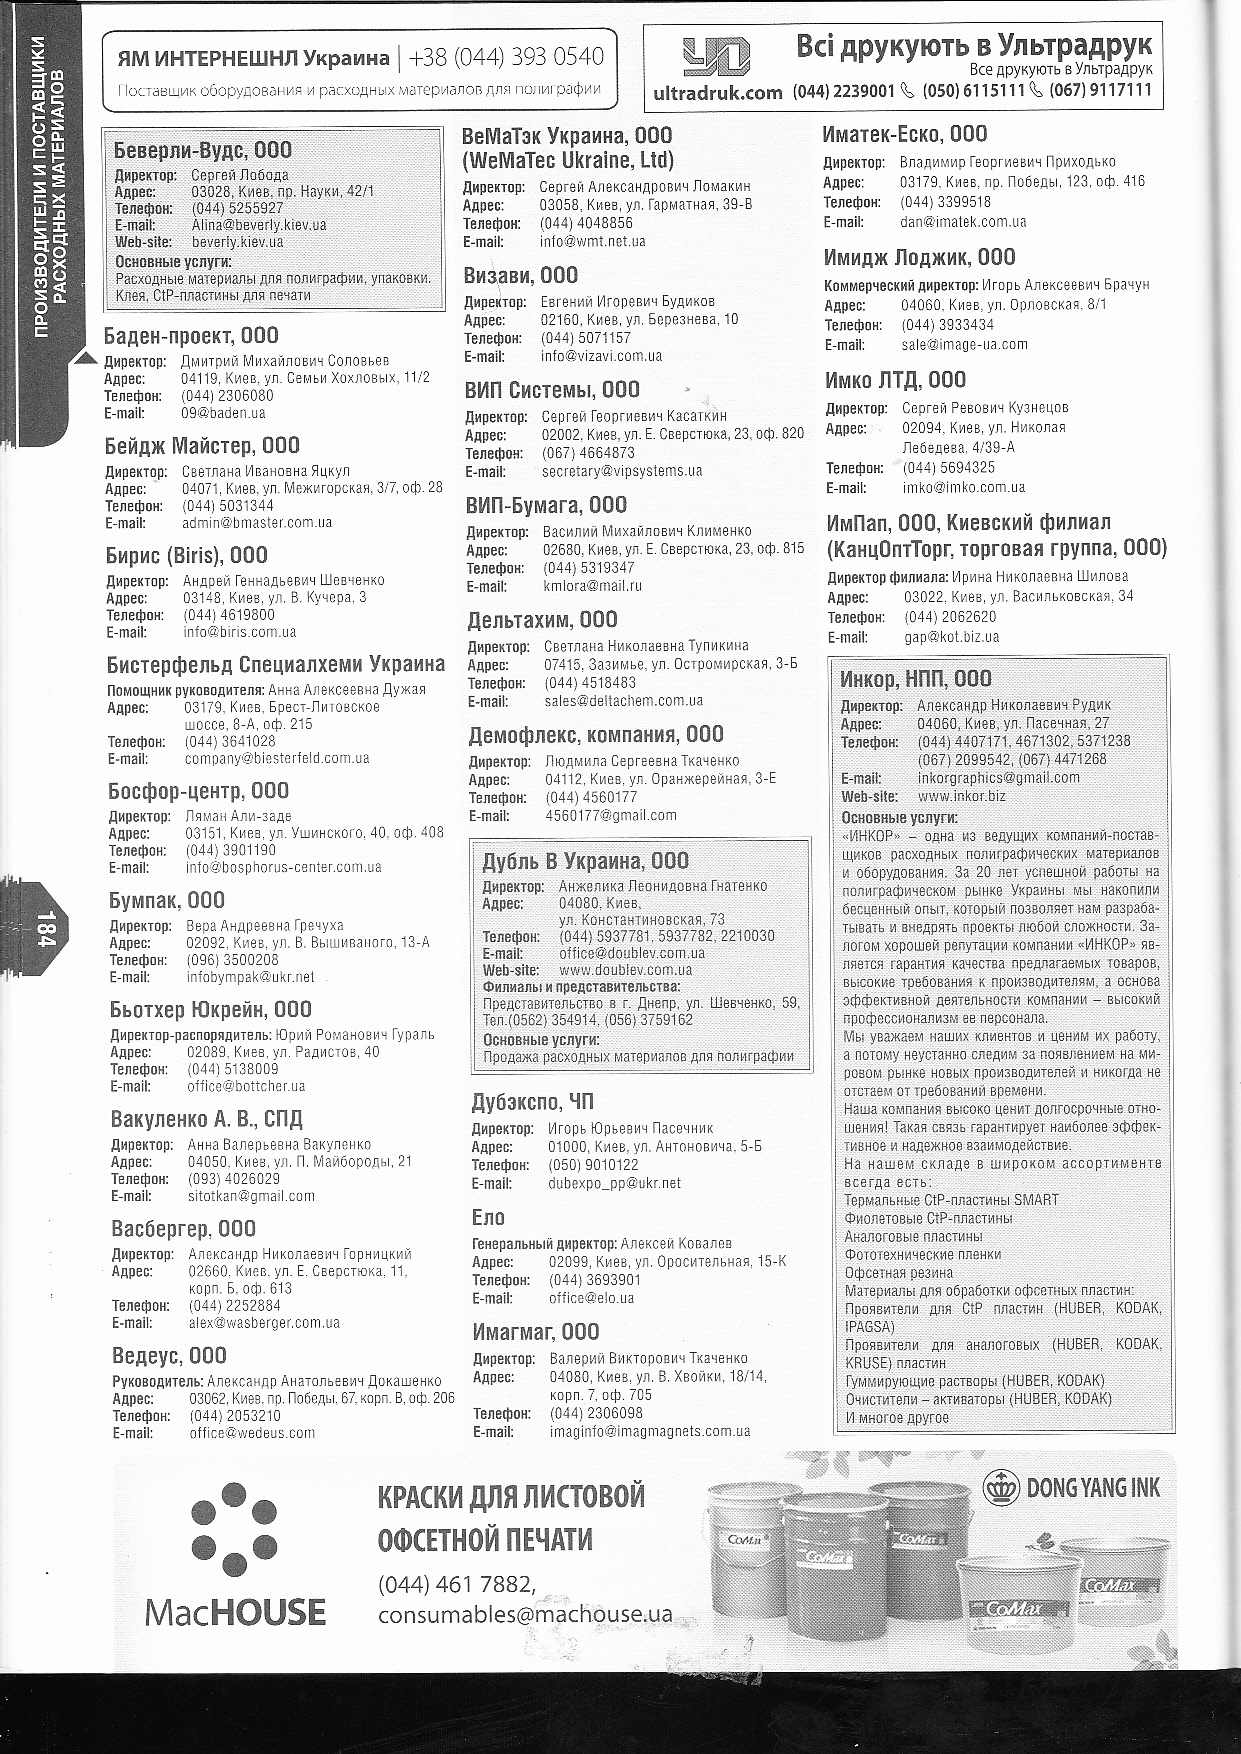 ПРОИЗВОДИТЕЛИ И ПОСТАВЩИКИ
РАСХОДНЫХ МАТЕРИАЛОВ
ЯМ ИНТЕРНЕШНЛ Украина | +38 (044) 393 0540
Поставщик оборудования и расходных материалов для полиграфии
УД
Всі друкують в Ультрадрук
Все друкують в Ультрадрук
ultradruk.com (044) 2239001 (050) 6115111 (067) 9117111
Беверли-Вудс, ООО
Директор: Сергей Лобода
Адрес: 03028, Киев, пр. Науки, 42/1
Телефон: (044) 5255927
E-mail: Alina@beverly.kiev.ua
Web-site: beverly.kiev.ua
Основные услуги:
Расходные материалы для полиграфии, упаковки.
Клея, CtP-пластины для печати
Баден-проект, ООО
Директор: Дмитрий Михайлович Соловьев
Адрес: 04119, Киев, ул. Семьи Хохловых, 11/2
Телефон: (044) 2306080
E-mail: 09@baden.ua
Бейдж Майстер, ООО
Директор: Светлана Ивановна Яцкул
Адрес: 04071, Киев, ул. Межигорская, 3/7, оф. 28
Телефон: (044) 5031344
E-mail: admin@bmaster.com.ua
Бирис (Biris), ООО
Директор: Андрей Геннадьевич Шевченко
Адрес: 03148, Киев, ул. В. Кучера, 3
Телефон: (044) 4619800
E-mail: info@biris.com.ua
Бистерфельд Специалхеми Украина
Помощник руководителя: Анна Алексеевна Дужая
Адрес: 03179, Киев, Брест-Литовское
шоссе, 8-А, оф. 215
Телефон: (044) 3641028
E-mail: company@biesterfeld.com.ua
Босфор-центр, ООО
Директор: Ляман Али-заде
Адрес: 03151, Киев, ул. Ушинского, 40, оф. 408
Телефон: (044) 3901190
E-mail: info@bosphorus-center.com.ua
Бумпак, ООО
Директор: Вера Андреевна Гречуха
Адрес: 02092, Киев, ул. В. Вышиваного, 13-А
Телефон: (096) 3500208
E-mail: infobympak@ukr.net
Бьотхер Юкрейн, ООО
Директор-распорядитель: Юрий Романович Гураль
Адрес: 02089, Киев, ул. Радистов, 40
Телефон: (044) 5138009
E-mail: office@bottcher.ua
Вакуленко А. В., СПД
Директор: Анна Валерьевна Вакуленко
Адрес: 04050, Киев, ул. П. Майбороды, 21
Телефон: (093) 4026029
E-mail: sitotkan@gmail.com
Васбергер, ООО
Директор: Александр Николаевич Горницкий
Адрес: 02660, Киев, ул. Е. Сверстюка, 11,
корп. Б, оф. 613
Телефон: (044) 2252884
E-mail: alex@wasberger.com.ua
Ведеус, ООО
Руководитель: Александр Анатольевич Докашенко
Адрес: 03062, Киев, пр. Победы, 67, корп. В, оф. 206
Телефон: (044) 2053210
E-mail: office@wedeus.com
ВеМаТэк Украина, ООО
(WeMaTec Ukraine, Ltd)
Директор: Сергей Александрович Ломакин
Адрес: 03058, Киев, ул. Гарматная, 39-В
Телефон: (044) 4048856
E-mail: info@wmt.net.ua
Визави, ООО
Директор: Евгений Игоревич Будиков
Адрес: 02160, Киев, ул. Березнева, 10
Телефон: (044) 5071157
E-mail: info@vizavi.com.ua
ВИП Системы, ООО
Директор: Сергей Георгиевич Касаткин
Адрес: 02002, Киев, ул. Е. Сверстюка, 23, оф. 820
Телефон: (067) 4664873
E-mail: secretary@vipsystems.ua
ВИП-Бумага, ООО
Директор: Василий Михайлович Клименко
Адрес: 02680, Киев, ул. Е. Сверстюка, 23, оф. 815
Телефон: (044) 5319347
E-mail: kmlora@mail.ru
Дельтахим, ООО
Директор: Светлана Николаевна Тупикина
Адрес: 07415, Зазимье, ул. Остромирская, 3-Б
Телефон: (044) 4518483
E-mail: sales@deltachem.com.ua
Демофлекс, компания, ООО
Директор: Людмила Сергеевна Ткаченко
Адрес: 04112, Киев, ул. Оранжерейная, 3-Е
Телефон: (044) 4560177
E-mail: 4560177@gmail.com
Дубль В Украина, ООО
Директор: Анжелика Леонидовна Гнатенко
Адрес: 04080, Киев,
ул. Константиновская, 73
Телефон: (044) 5937781, 5937782, 2210030
E-mail: office@doublev.com.ua
Web-site: www.doublev.com.ua
Филиалы и представительства:
Представительство в г. Днепр, ул. Шевченко, 59,
Тел.(0562) 354914, (056) 3759162
Основные услуги:
Продажа расходных материалов для полиграфии
Дубэкспо, ЧП
Директор: Игорь Юрьевич Пасечник
Адрес: 01000, Киев, ул. Антоновича, 5-Б
Телефон: (050) 9010122
E-mail: dubexpo_pp@ukr.net
Ело
Генеральный директор: Алексей Ковалев
Адрес: 02099, Киев, ул. Оросительная, 15-К
Телефон: (044) 3693901
E-mail: office@elo.ua
Имагмаг, ООО
Директор: Валерий Викторович Ткаченко
Адрес: 04080, Киев, ул. В. Хвойки, 18/14,
корп. 7, оф. 705
Телефон: (044) 2306098
E-mail: imaginfo@imagmagnets.com.ua
Иматек-Еско, ООО
Директор: Владимир Георгиевич Приходько
Адрес: 03179, Киев, пр. Победы, 123, оф. 416
Телефон: (044) 3399518
E-mail: dan@imatek.com.ua
Имидж Лоджик, ООО
Коммерческий директор: Игорь Алексеевич Брачун
Адрес: 04060, Киев, ул. Орловская, 8/1
Телефон: (044) 3933434
E-mail: sale@image-ua.com
Имко ЛТД, ООО
Директор: Сергей Ревович Кузнецов
Адрес: 02094, Киев, ул. Николая
Лебедева, 4/39-А
Телефон: (044) 5694325
E-mail: imko@imko.com.ua
ИмПап, ООО, Киевский филиал
(КанцОптТорг, торговая группа, ООО)
Директор филиала: Ирина Николаевна Шилова
Адрес: 03022, Киев, ул. Васильковская, 34
Телефон: (044) 2062620
E-mail: gap@kot.biz.ua
Инкор, НПП, ООО
Директор: Александр Николаевич Рудик
Адрес: 04060, Киев, ул. Пасечная, 27
Телефон: (044) 4407171, 4671302, 5371238
(067) 2099542, (067) 4471268
E-mail: inkorgraphics@gmail.com
Web-site: www.inkor.biz
Основные услуги:
«ИНКОР» – одна из ведущих компаний-постав-
щиков расходных полиграфических материалов
и оборудования. За 20 лет успешной работы на
полиграфическом рынке Украины мы накопили
бесценный опыт, который позволяет нам разраба-
тывать и внедрять проекты любой сложности. За-
логом хорошей репутации компании «ИНКОР» яв-
ляется гарантия качества предлагаемых товаров,
высокие требования к производителям, а основа
эффективной деятельности компании – высокий
профессионализм ее персонала.
Мы уважаем наших клиентов и ценим их работу,
а потому неустанно следим за появлением на ми-
ровом рынке новых производителей и никогда не
отстаем от требований времени.
Наша компания высоко ценит долгосрочные отно-
шения! Такая связь гарантирует наиболее эффек-
тивное и надежное взаимодействие.
На нашем складе в широком ассортименте
всегда есть:
Термальные CtP-пластины SMART
Фиолетовые CtP-пластины
Аналоговые пластины
Фототехнические пленки
Офсетная резина
Материалы для обработки офсетных пластин:
Проявители для CtP пластин (HUBER, KODAK,
IPAGSA)
Проявители для аналоговых (HUBER, KODAK,
KRUSE) пластин
Гуммирующие растворы (HUBER, KODAK)
Очистители – активаторы (HUBER, KODAK)
И многое другое
184
MacHOUSE
КРАСКИ ДЛЯ ЛИСТОВОЙ
ОФСЕТНОЙ ПЕЧАТИ
(044) 461 7882,
consumables@machouse.ua
DONG YANG INK
CoMax
CoMax
CoMax
CoMax
CoMax